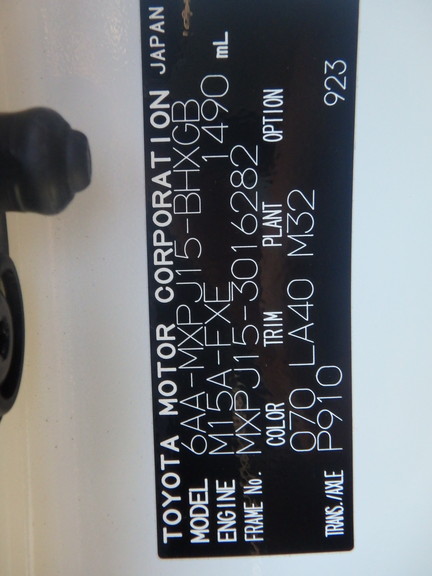 TOYOTA MOTOR CORPORATION JAPAN
MODEL 6AA-MXPJ15-BHXGB
ENGINE M15A-FXE 1490 mL
FRAME No. MXPJ15-3016282
COLOR TRIM PLANT OPTION
070 LA40 M32
TRANS./AXLE P910 923